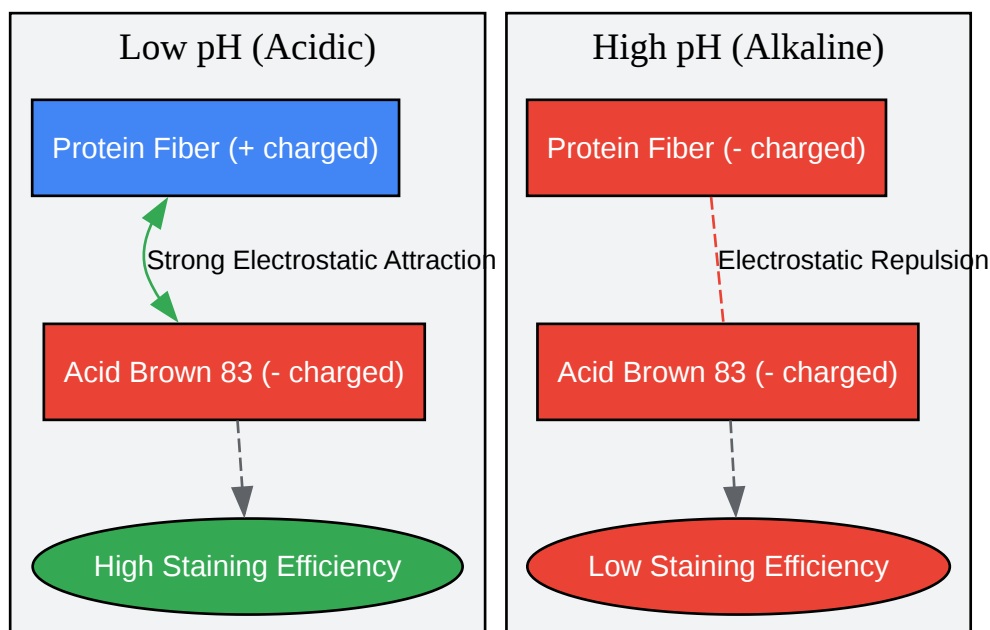 Low pH (Acidic)
Protein Fiber (+ charged)
Strong Electrostatic Attraction
Acid Brown 83 (- charged)
High Staining Efficiency
High pH (Alkaline)
Protein Fiber (- charged)
Electrostatic Repulsion
Acid Brown 83 (- charged)
Low Staining Efficiency